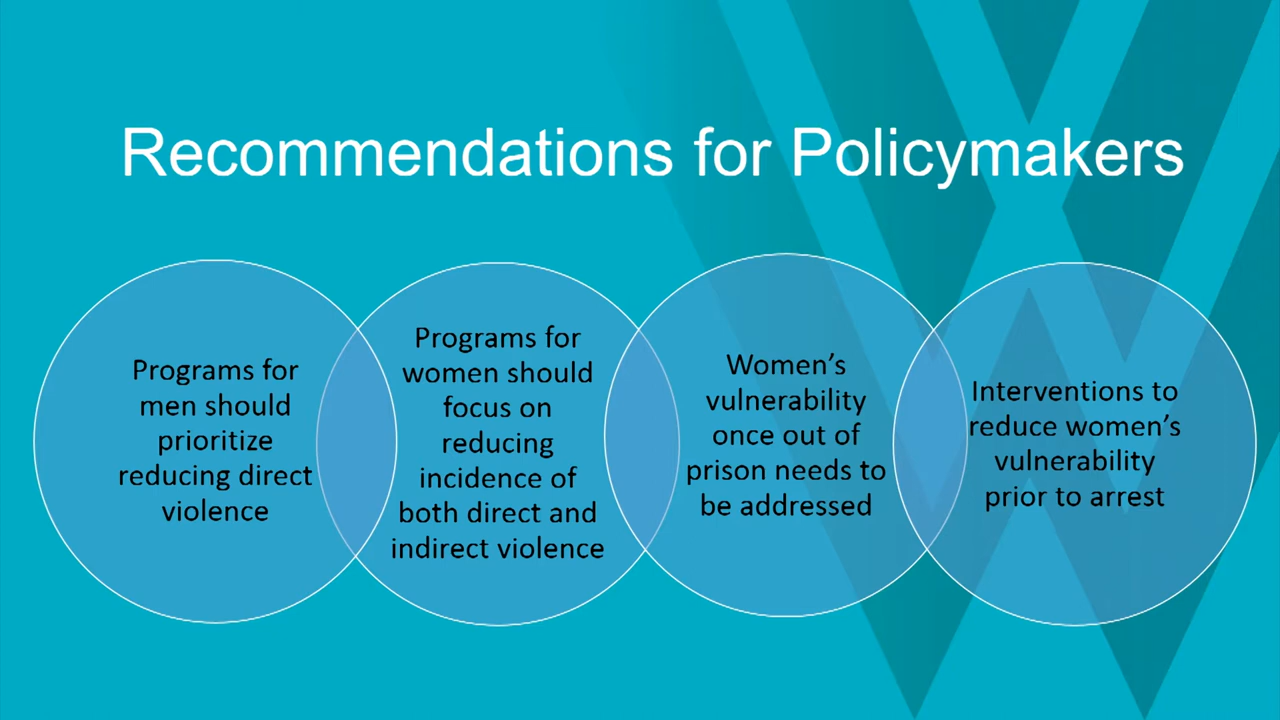 Recommendations for Policymakers
Programs for
men should
prioritize
reducing direct
violence
Programs for
women should
focus on
reducing
incidence of
both direct and
indirect violence
Women’s
vulnerability
once out of
prison needs to
be addressed
Interventions to
reduce women’s
vulnerability
prior to arrest